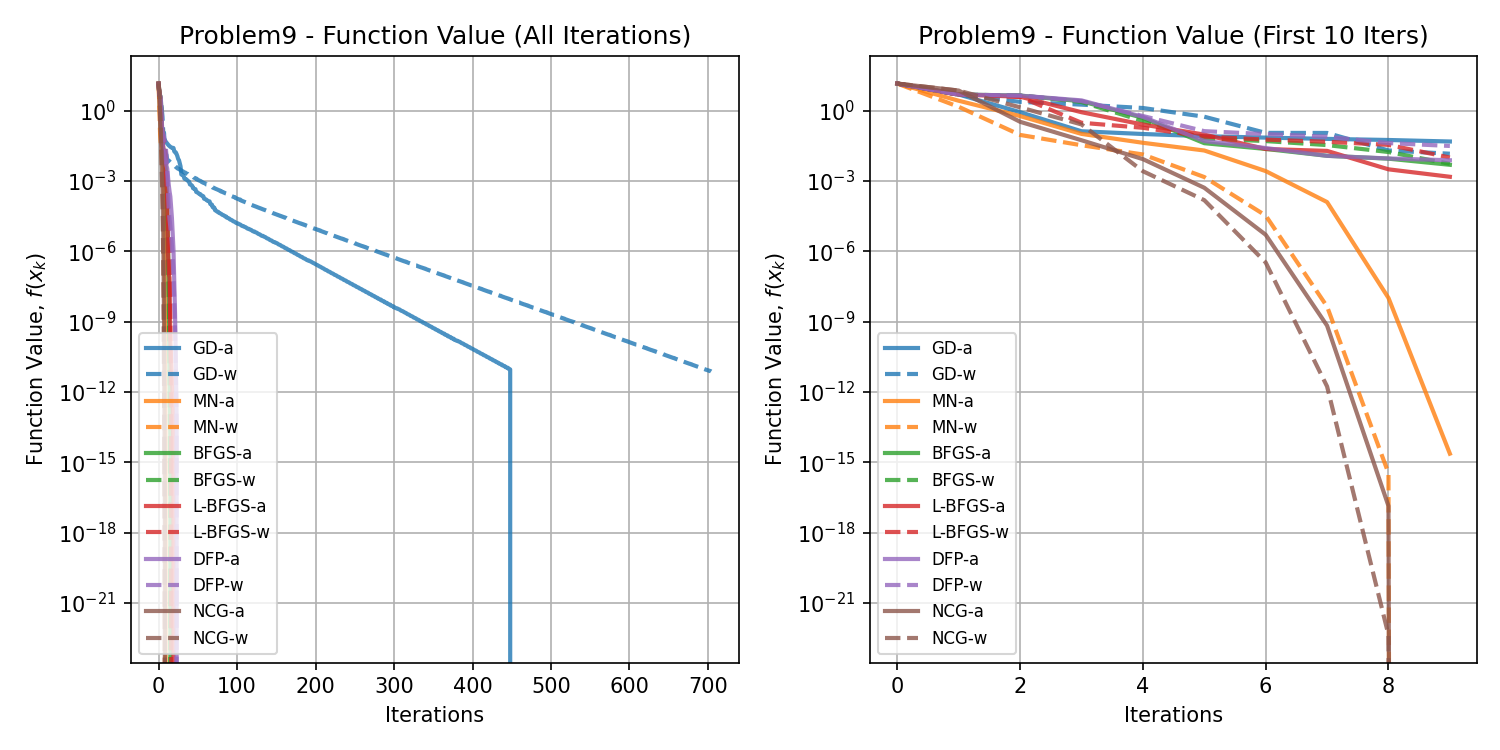 Problem9 - Function Value (All Iterations)
Function Value, f(x_k)
10^0
10^−3
10^−6
10^−9
10^−12
10^−15
10^−18
10^−21
GD-a
GD-w
MN-a
MN-w
BFGS-a
BFGS-w
L-BFGS-a
L-BFGS-w
DFP-a
DFP-w
NCG-a
NCG-w
0 100 200 300 400 500 600 700
Iterations
Problem9 - Function Value (First 10 Iters)
Function Value, f(x_k)
10^0
10^−3
10^−6
10^−9
10^−12
10^−15
10^−18
10^−21
GD-a
GD-w
MN-a
MN-w
BFGS-a
BFGS-w
L-BFGS-a
L-BFGS-w
DFP-a
DFP-w
NCG-a
NCG-w
0 2 4 6 8
Iterations